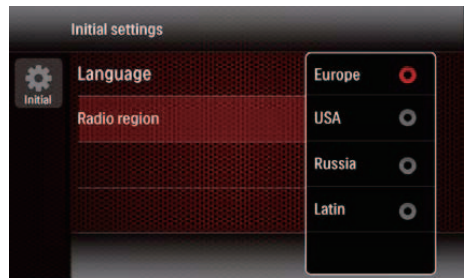 Initial settings
Initial
Language
Radio region
Europe
USA
Russia
Latin